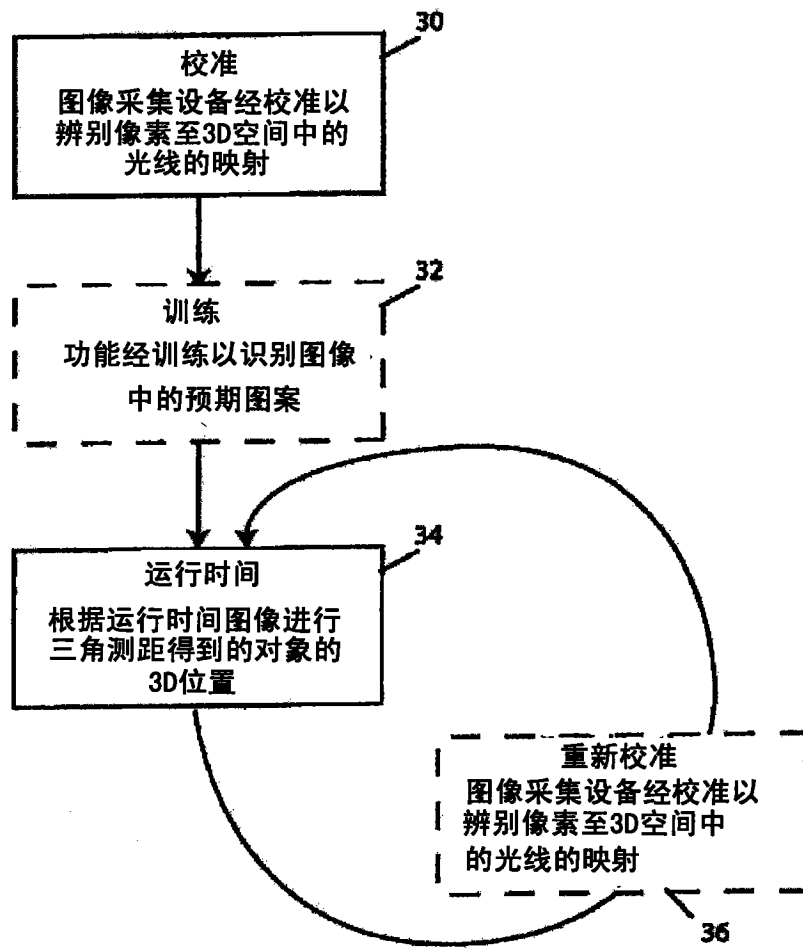 30
校准
图像采集设备经校准以
辨别像素至3D空间中的
光线的映射
32
训练
功能经训练以识别图像
中的预期图案
34
运行时间
根据运行时间图像进行
三角测距得到的对象的
3D位置
重新校准
图像采集设备经校准以
辨别像素至3D空间中
的光线的映射
36